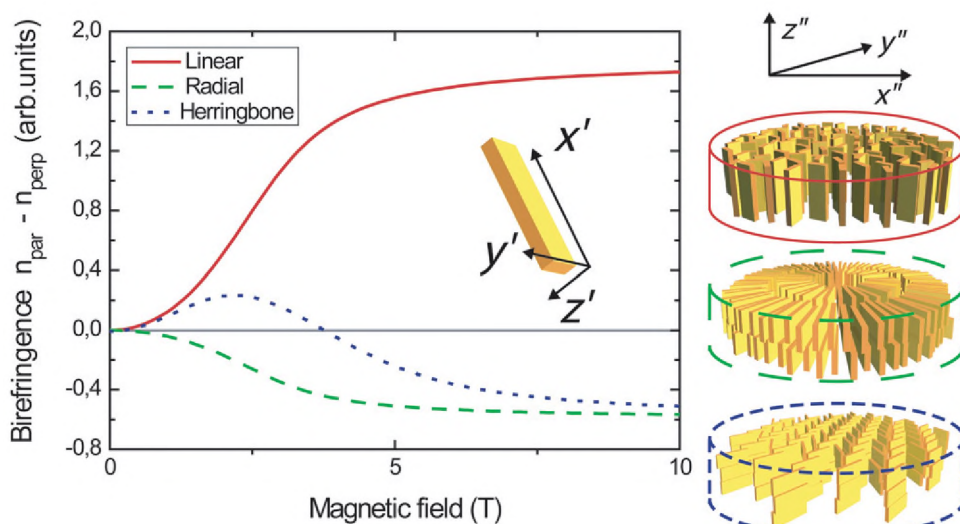 Birefringence n_par - n_perp (arb.units)
2,0
1,6
1,2
0,8
0,4
0,0
-0,4
-0,8
Linear
Radial
Herringbone
x'
y'
z'
0
5
10
Magnetic field (T)
z"
y"
x"